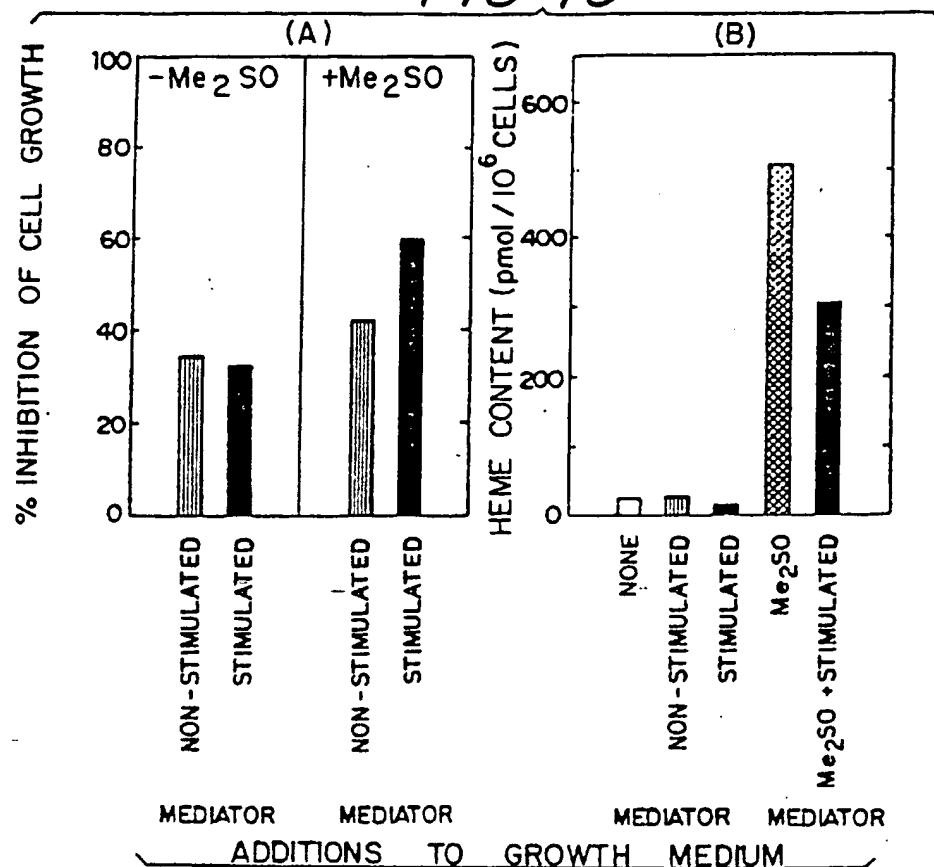 (A)
(B)
% INHIBITION OF CELL GROWTH
100
80
60
40
20
0
-Me2SO
+Me2SO
NON-STIMULATED
STIMULATED
NON-STIMULATED
STIMULATED
MEDIATOR
MEDIATOR
HEME CONTENT (pmol/10^6 CELLS)
600
400
200
0
NONE
NON-STIMULATED
STIMULATED
Me2SO
Me2SO + STIMULATED
MEDIATOR
MEDIATOR
ADDITIONS TO GROWTH MEDIUM